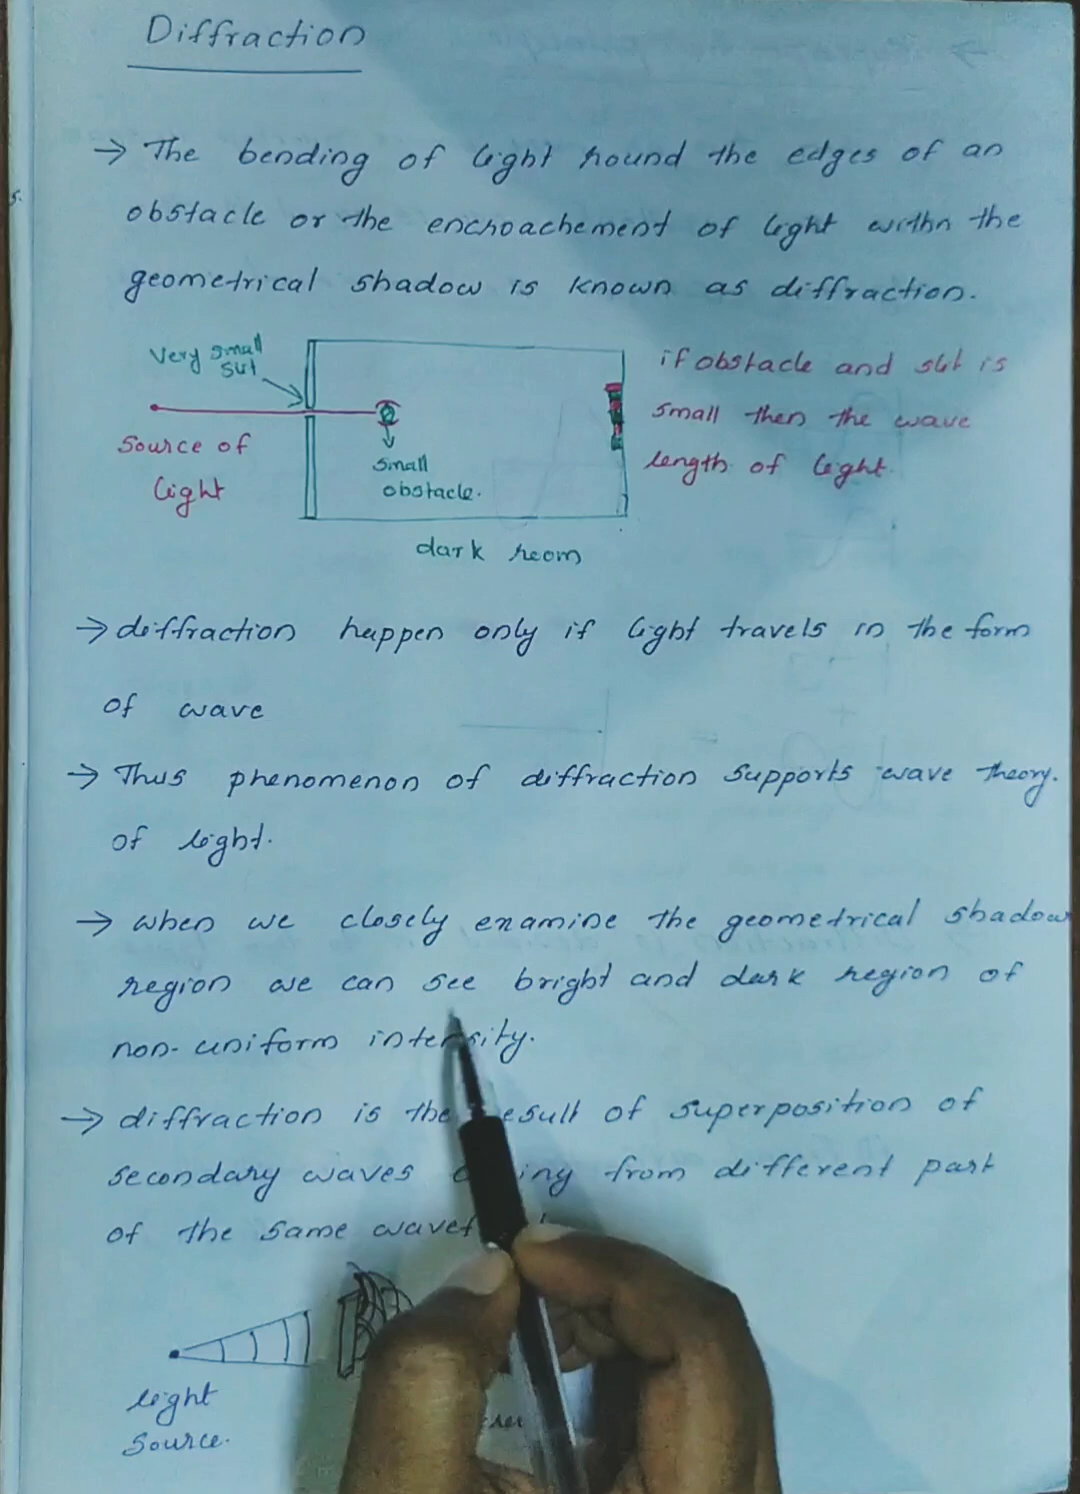 Diffraction
→ The bending of light round the edges of an
obstacle or the encroachement of light withn the
geometrical shadow is known as diffraction.
Very small
slit
Source of
light
small
obstacle.
dark room
if obstacle and slit is
small then the wave
length of light.
→ diffraction happen only if light travels in the form
of wave
→ Thus phenomenon of diffraction supports wave theory.
of light.
→ when we closely examine the geometrical shadow
region we can see bright and dark region of
non-uniform intensity.
→ diffraction is the result of superposition of
secondary waves from different part
of the same
light
source.